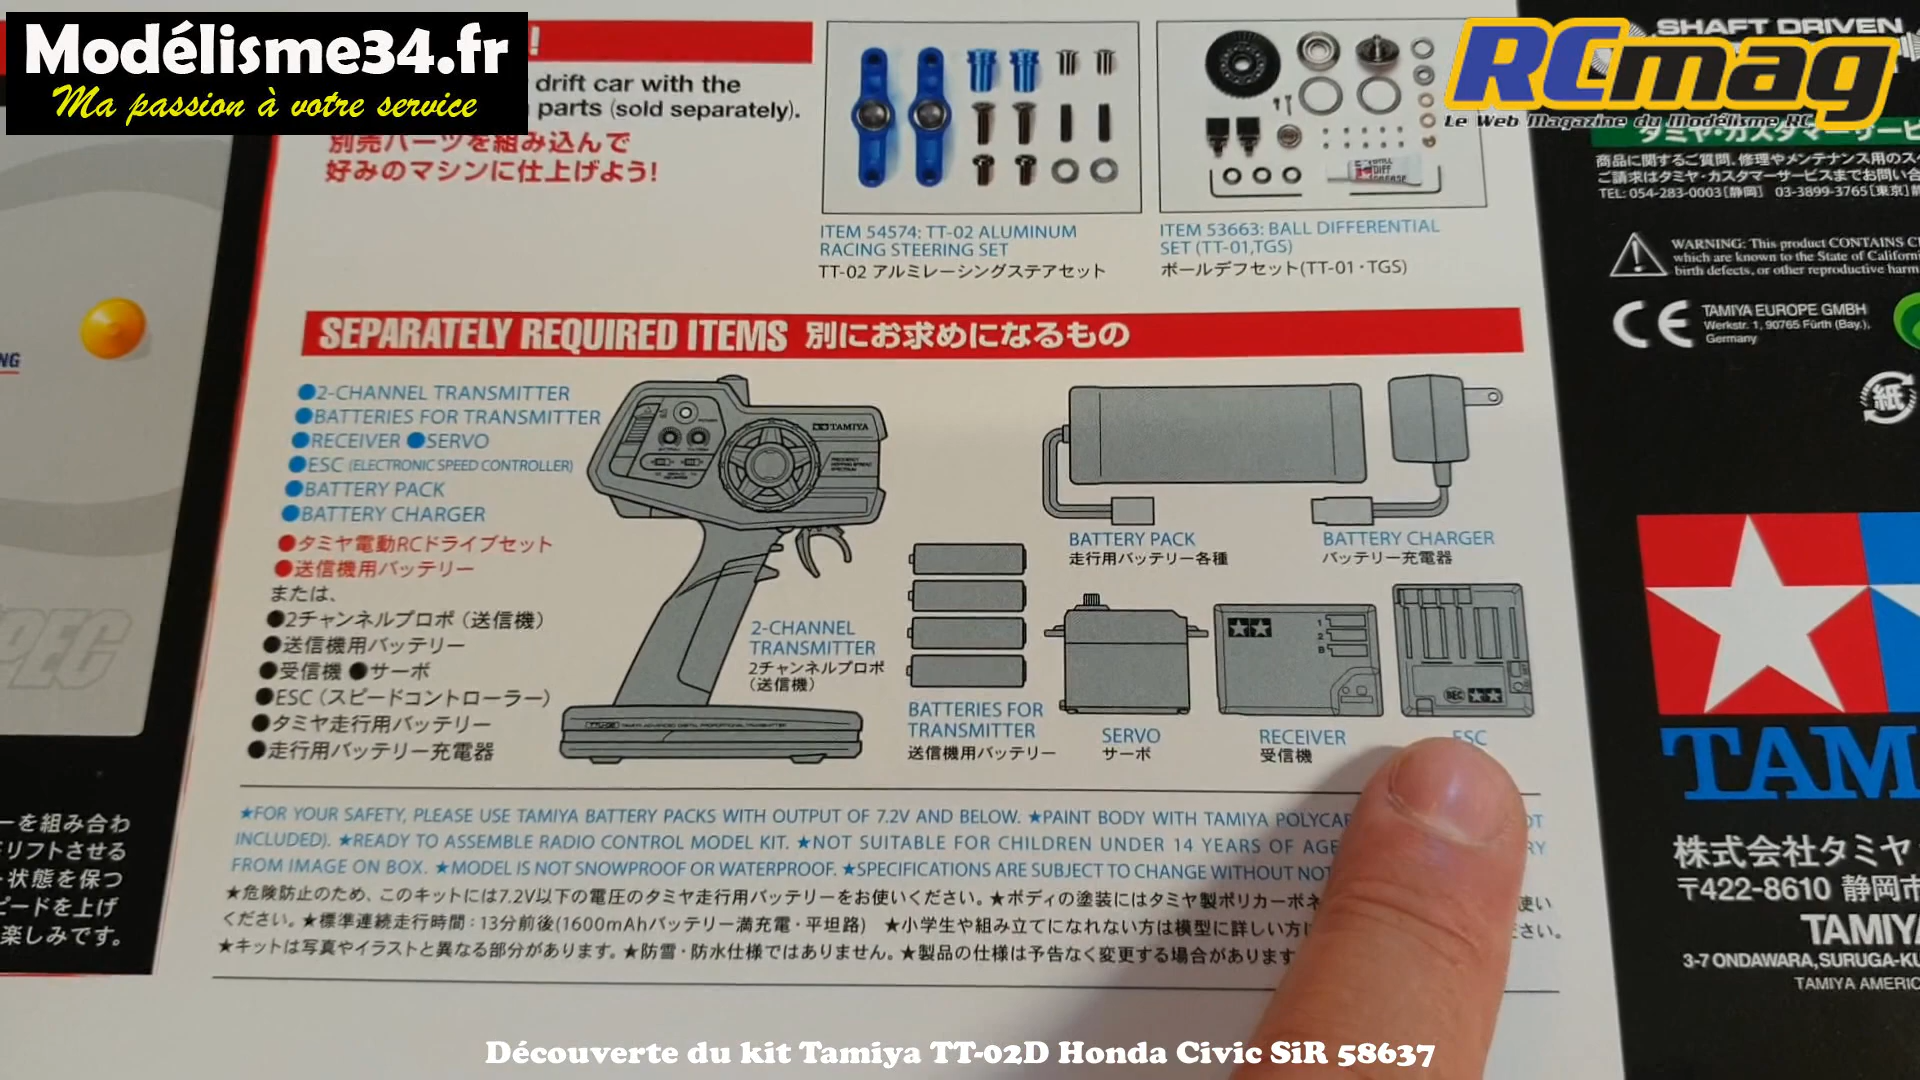 Modélisme34.fr
Ma passion à votre service
!
drift car with the
parts (sold separately).
別売パーツを組み込んで
好みのマシンに仕上げよう!
ITEM 54574: TT-02 ALUMINUM
RACING STEERING SET
TT-02 アルミレーシングステアセット
ITEM 53663: BALL DIFFERENTIAL
SET (TT-01,TGS)
ボールデフセット(TT-01・TGS)
SHAFT DRIVEN
RCmag
Le Web Magazine du Modélisme RC
タミヤ・カスタマーサービ
商品に関するご質問、修理やメンテナンス用のス
ご請求はタミヤ・カスタマーサービスまでお問い合
TEL: 054-283-0003[静岡] 03-3899-3765[東京]
WARNING: This product CONTAINS
which are known to the State of Californ
birth defects, or other reproductive harm
CE
TAMIYA EUROPE GMBH
Werkstr. 1, 90765 Fürth (Bay.),
Germany
紙
NG
SEPARATELY REQUIRED ITEMS 別にお求めになるもの
●2-CHANNEL TRANSMITTER
●BATTERIES FOR TRANSMITTER
●RECEIVER ●SERVO
●ESC (ELECTRONIC SPEED CONTROLLER)
●BATTERY PACK
●BATTERY CHARGER
●タミヤ電動RCドライブセット
●送信機用バッテリー
または、
●2チャンネルプロポ (送信機)
●送信機用バッテリー
●受信機 ●サーボ
●ESC (スピードコントローラー)
●タミヤ走行用バッテリー
●走行用バッテリー充電器
TAMIYA
2-CHANNEL
TRANSMITTER
2チャンネルプロポ
(送信機)
BATTERY PACK
走行用バッテリー各種
BATTERY CHARGER
バッテリー充電器
BATTERIES FOR
TRANSMITTER
送信機用バッテリー
SERVO
サーボ
1
2
B
RECEIVER
受信機
BEC
ESC
PEC
★FOR YOUR SAFETY, PLEASE USE TAMIYA BATTERY PACKS WITH OUTPUT OF 7.2V AND BELOW. ★PAINT BODY WITH TAMIYA POLYCAR OT
INCLUDED). ★READY TO ASSEMBLE RADIO CONTROL MODEL KIT. ★NOT SUITABLE FOR CHILDREN UNDER 14 YEARS OF AGE RY
FROM IMAGE ON BOX. ★MODEL IS NOT SNOWPROOF OR WATERPROOF. ★SPECIFICATIONS ARE SUBJECT TO CHANGE WITHOUT NOT
★危険防止のため、このキットには7.2V以下の電圧のタミヤ走行用バッテリーをお使いください。★ボディの塗装にはタミヤ製ポリカーボネ 使い
ください。★標準連続走行時間:13分前後(1600mAhバッテリー満充電・平坦路) ★小学生や組み立てになれない方は模型に詳しい方に ださい。
★キットは写真やイラストと異なる部分があります。★防雪・防水仕様ではありません。★製品の仕様は予告なく変更する場合があります
ーを組み合わ
リフトさせる
状態を保つ
ピードを上げ
楽しみです。
TAM
株式会社タミヤ
〒422-8610 静岡市
TAMIYA
3-7 ONDAWARA, SURUGA-KU
TAMIYA AMERIC
Découverte du kit Tamiya TT-02D Honda Civic SiR 58637